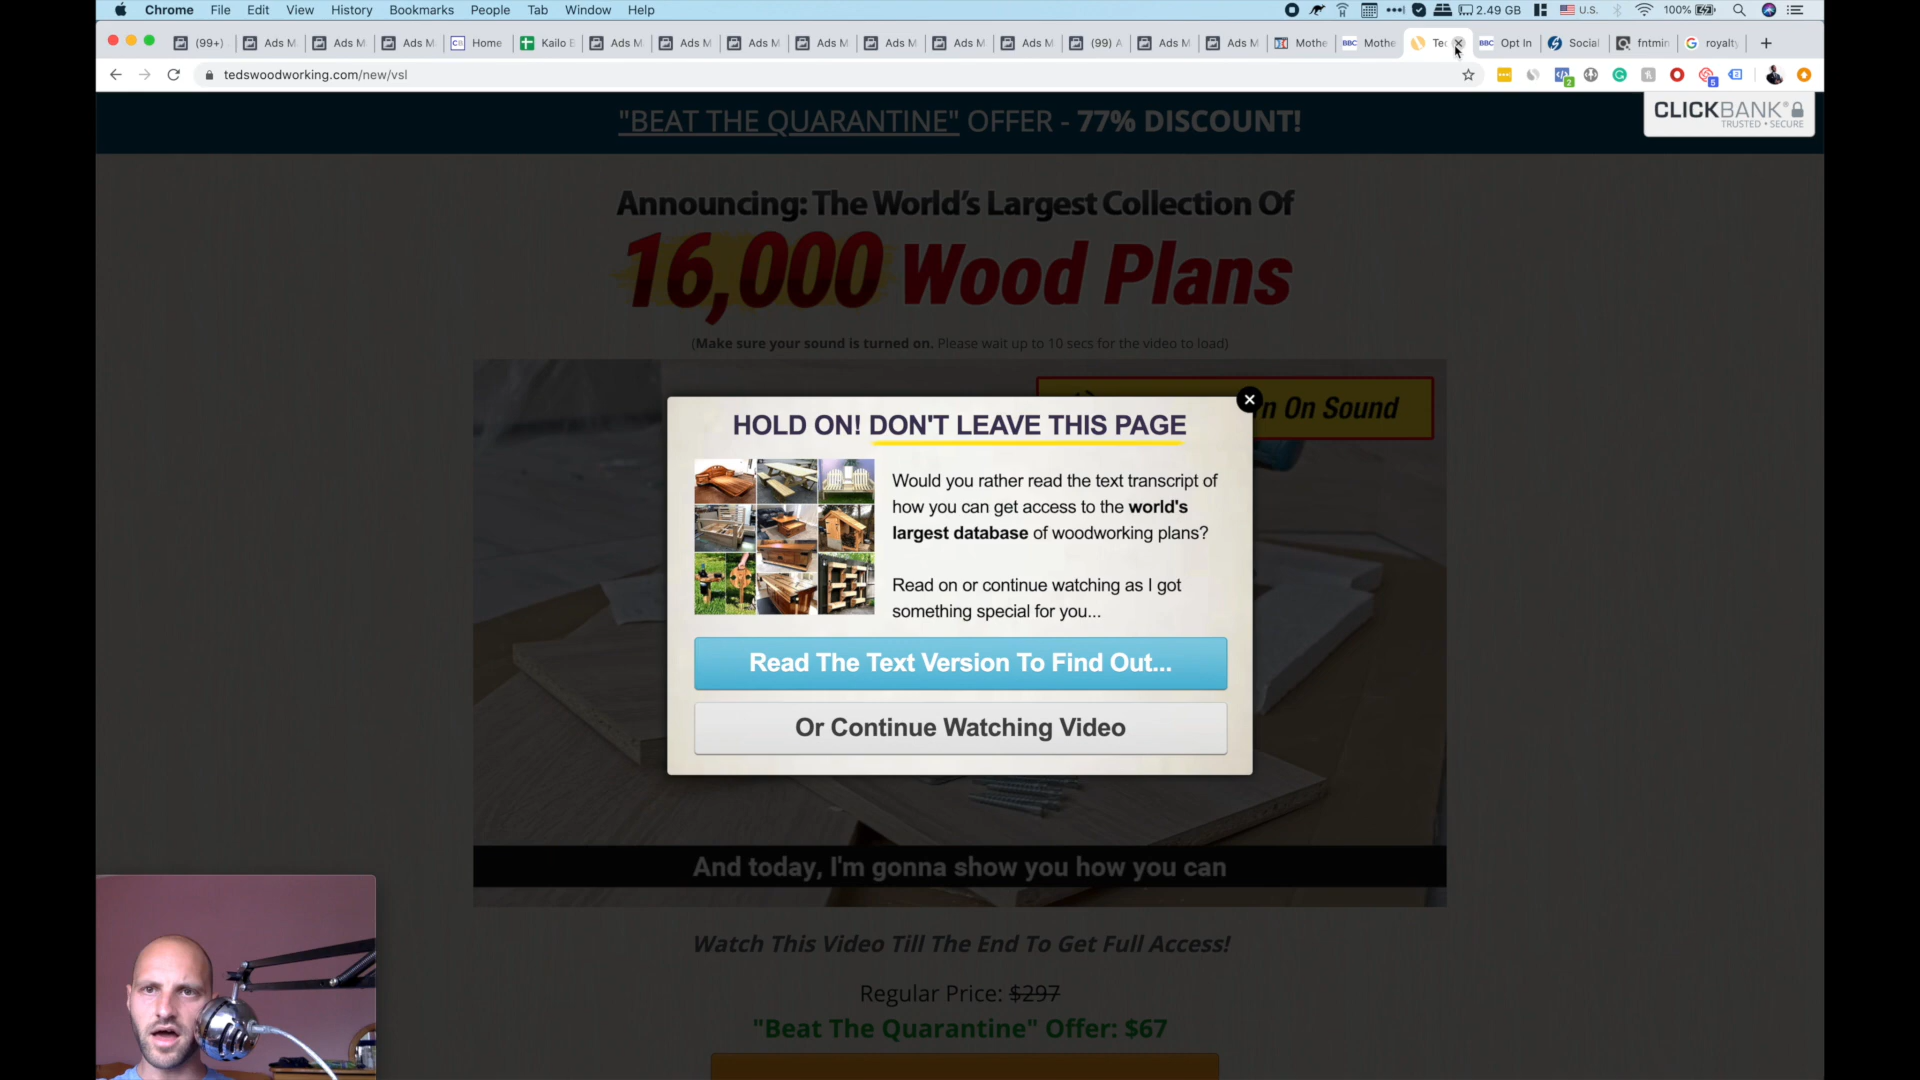 Chrome File Edit View History Bookmarks People Tab Window Help 2.49 GB U.S. 100%
(99+) Ads M Ads M Ads M Home Kailo Ads M Ads M Ads M Ads M Ads M Ads M Ads M (99) A Ads M Ads M Mothe BBC Mothe Tec BBC Opt In Social fntmin royalty
tedswoodworking.com/new/vsl
"BEAT THE QUARANTINE" OFFER - 77% DISCOUNT!
CLICKBANK
TRUSTED • SECURE
Announcing: The World's Largest Collection Of
16,000 Wood Plans
(Make sure your sound is turned on. Please wait up to 10 secs for the video to load)
n On Sound
HOLD ON! DON'T LEAVE THIS PAGE
Would you rather read the text transcript of
how you can get access to the world's
largest database of woodworking plans?
Read on or continue watching as I got
something special for you...
Read The Text Version To Find Out...
Or Continue Watching Video
And today, I'm gonna show you how you can
Watch This Video Till The End To Get Full Access!
Regular Price: $297
"Beat The Quarantine" Offer: $67